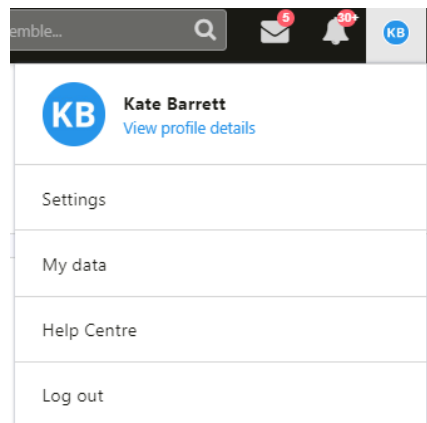 emble...
5
30+
KB
KB
Kate Barrett
View profile details
Settings
My data
Help Centre
Log out